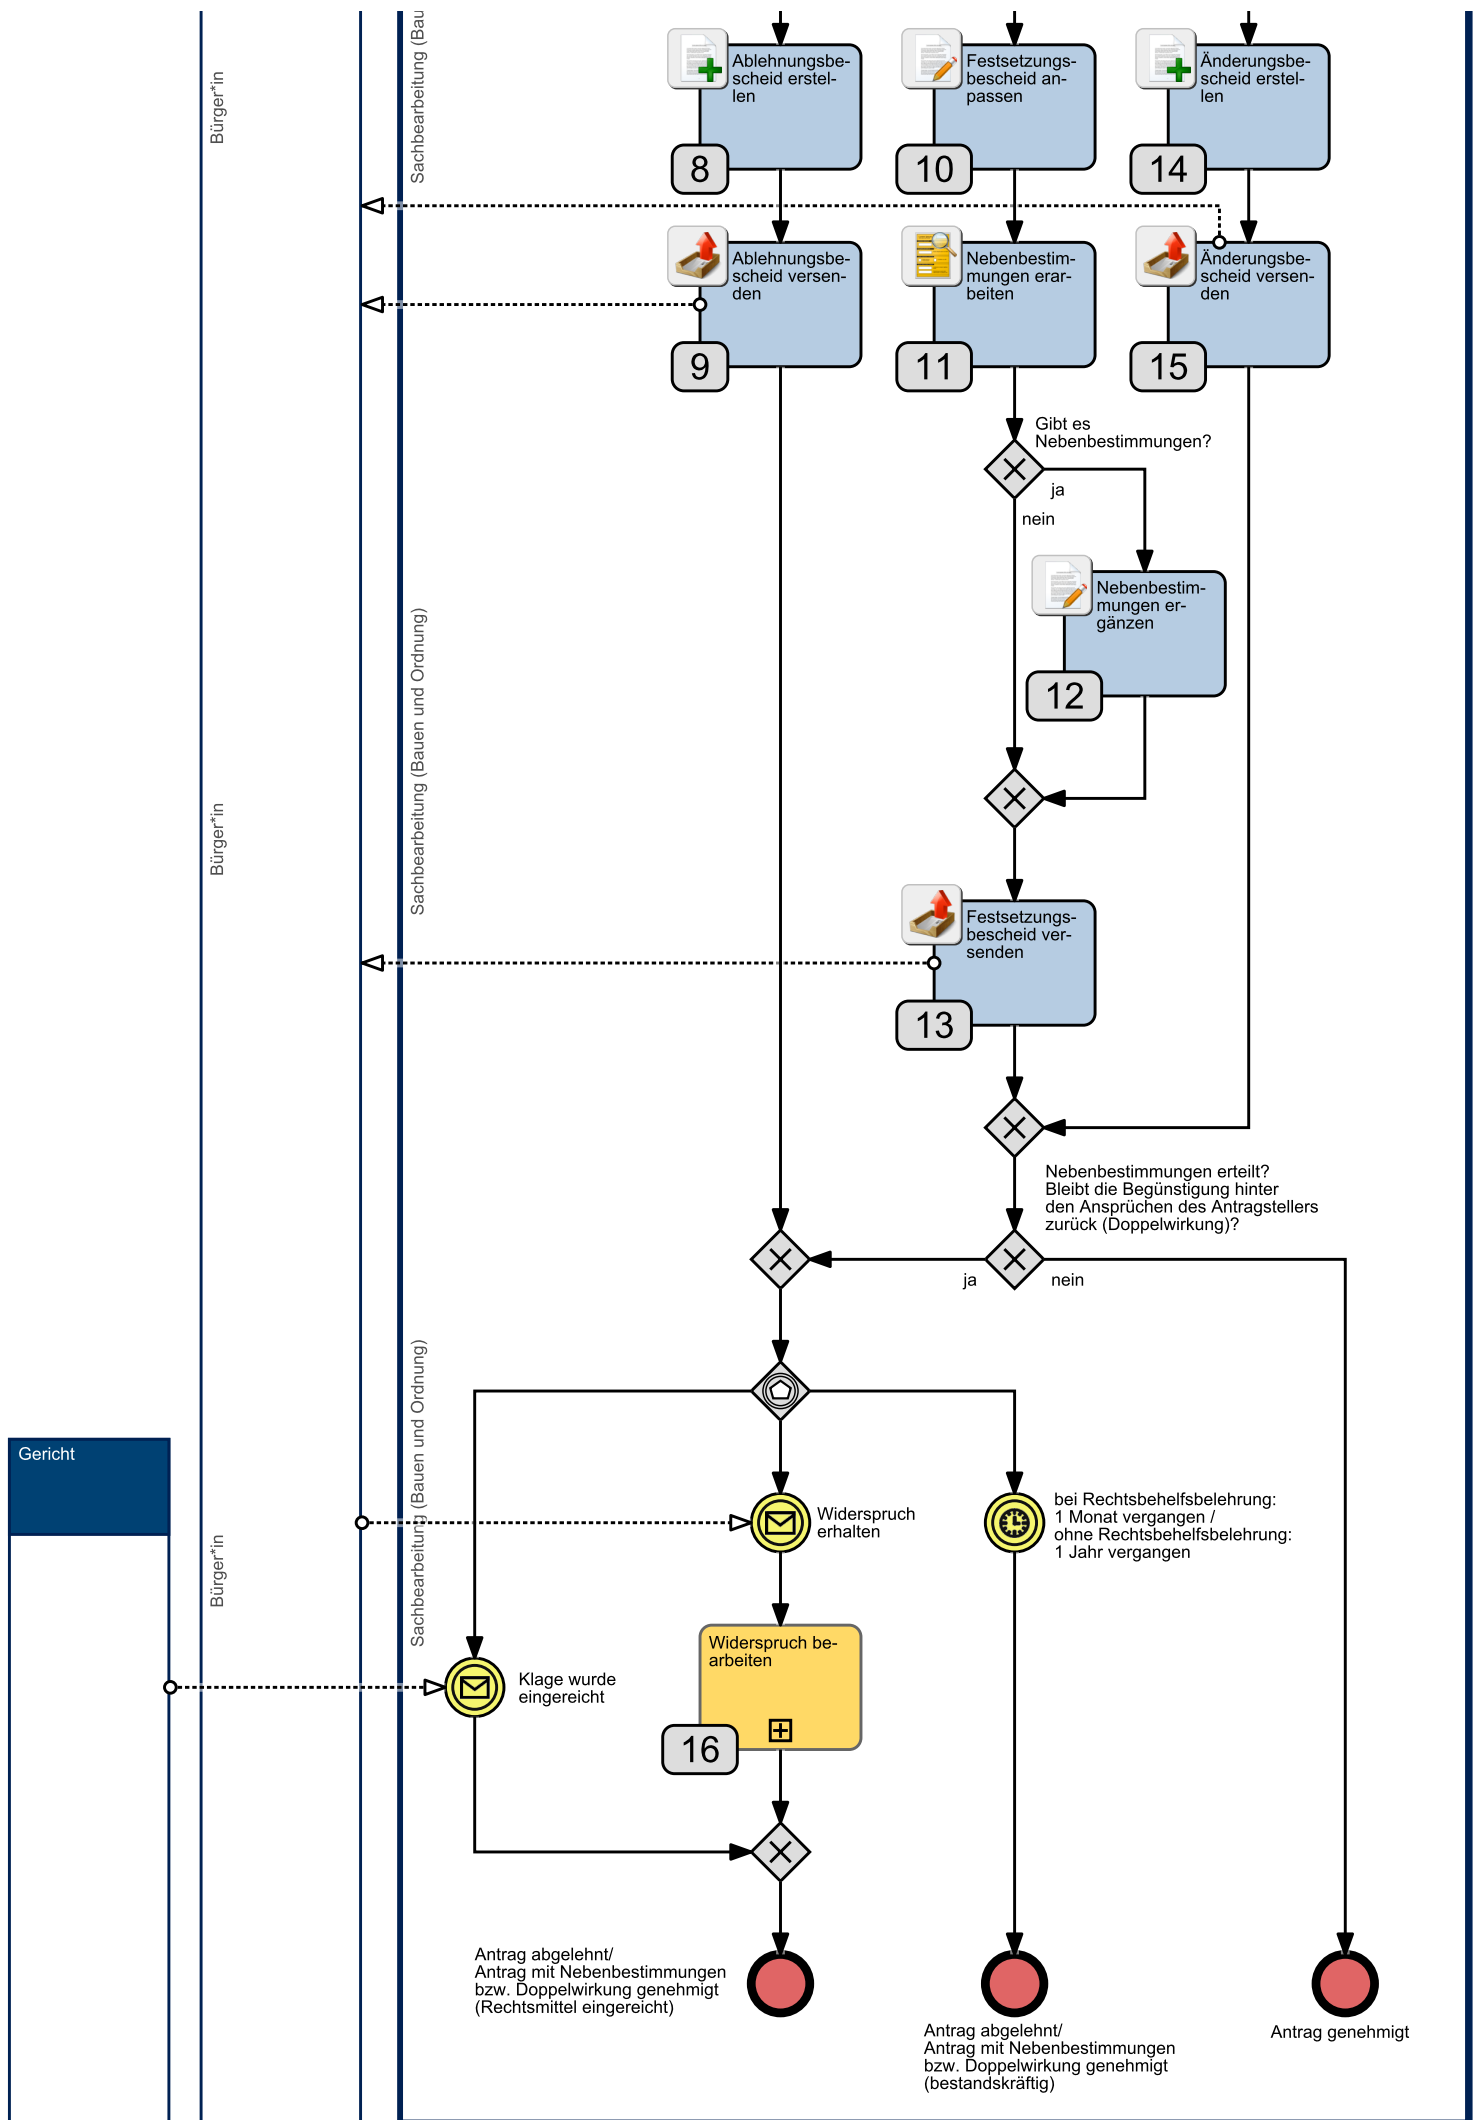 Bürger*in
Sachbearbeitung (Bau
Ablehnungsbe-
scheid erstel-
len
8
Festsetzungs-
bescheid an-
passen
10
Änderungsbe-
scheid erstel-
len
14
Ablehnungsbe-
scheid versen-
den
9
Nebenbestim-
mungen erar-
beiten
11
Änderungsbe-
scheid versen-
den
15
Gibt es
Nebenbestimmungen?
ja
nein
Nebenbestim-
mungen er-
gänzen
12
Bürger*in
Sachbearbeitung (Bauen und Ordnung)
Festsetzungs-
bescheid ver-
senden
13
Nebenbestimmungen erteilt?
Bleibt die Begünstigung hinter
den Ansprüchen des Antragstellers
zurück (Doppelwirkung)?
ja
nein
Gericht
Bürger*in
Sachbearbeitung (Bauen und Ordnung)
Widerspruch
erhalten
bei Rechtsbehelfsbelehrung:
1 Monat vergangen /
ohne Rechtsbehelfsbelehrung:
1 Jahr vergangen
Widerspruch be-
arbeiten
16
Klage wurde
eingereicht
Antrag abgelehnt/
Antrag mit Nebenbestimmungen
bzw. Doppelwirkung genehmigt
(Rechtsmittel eingereicht)
Antrag abgelehnt/
Antrag mit Nebenbestimmungen
bzw. Doppelwirkung genehmigt
(bestandskräftig)
Antrag genehmigt